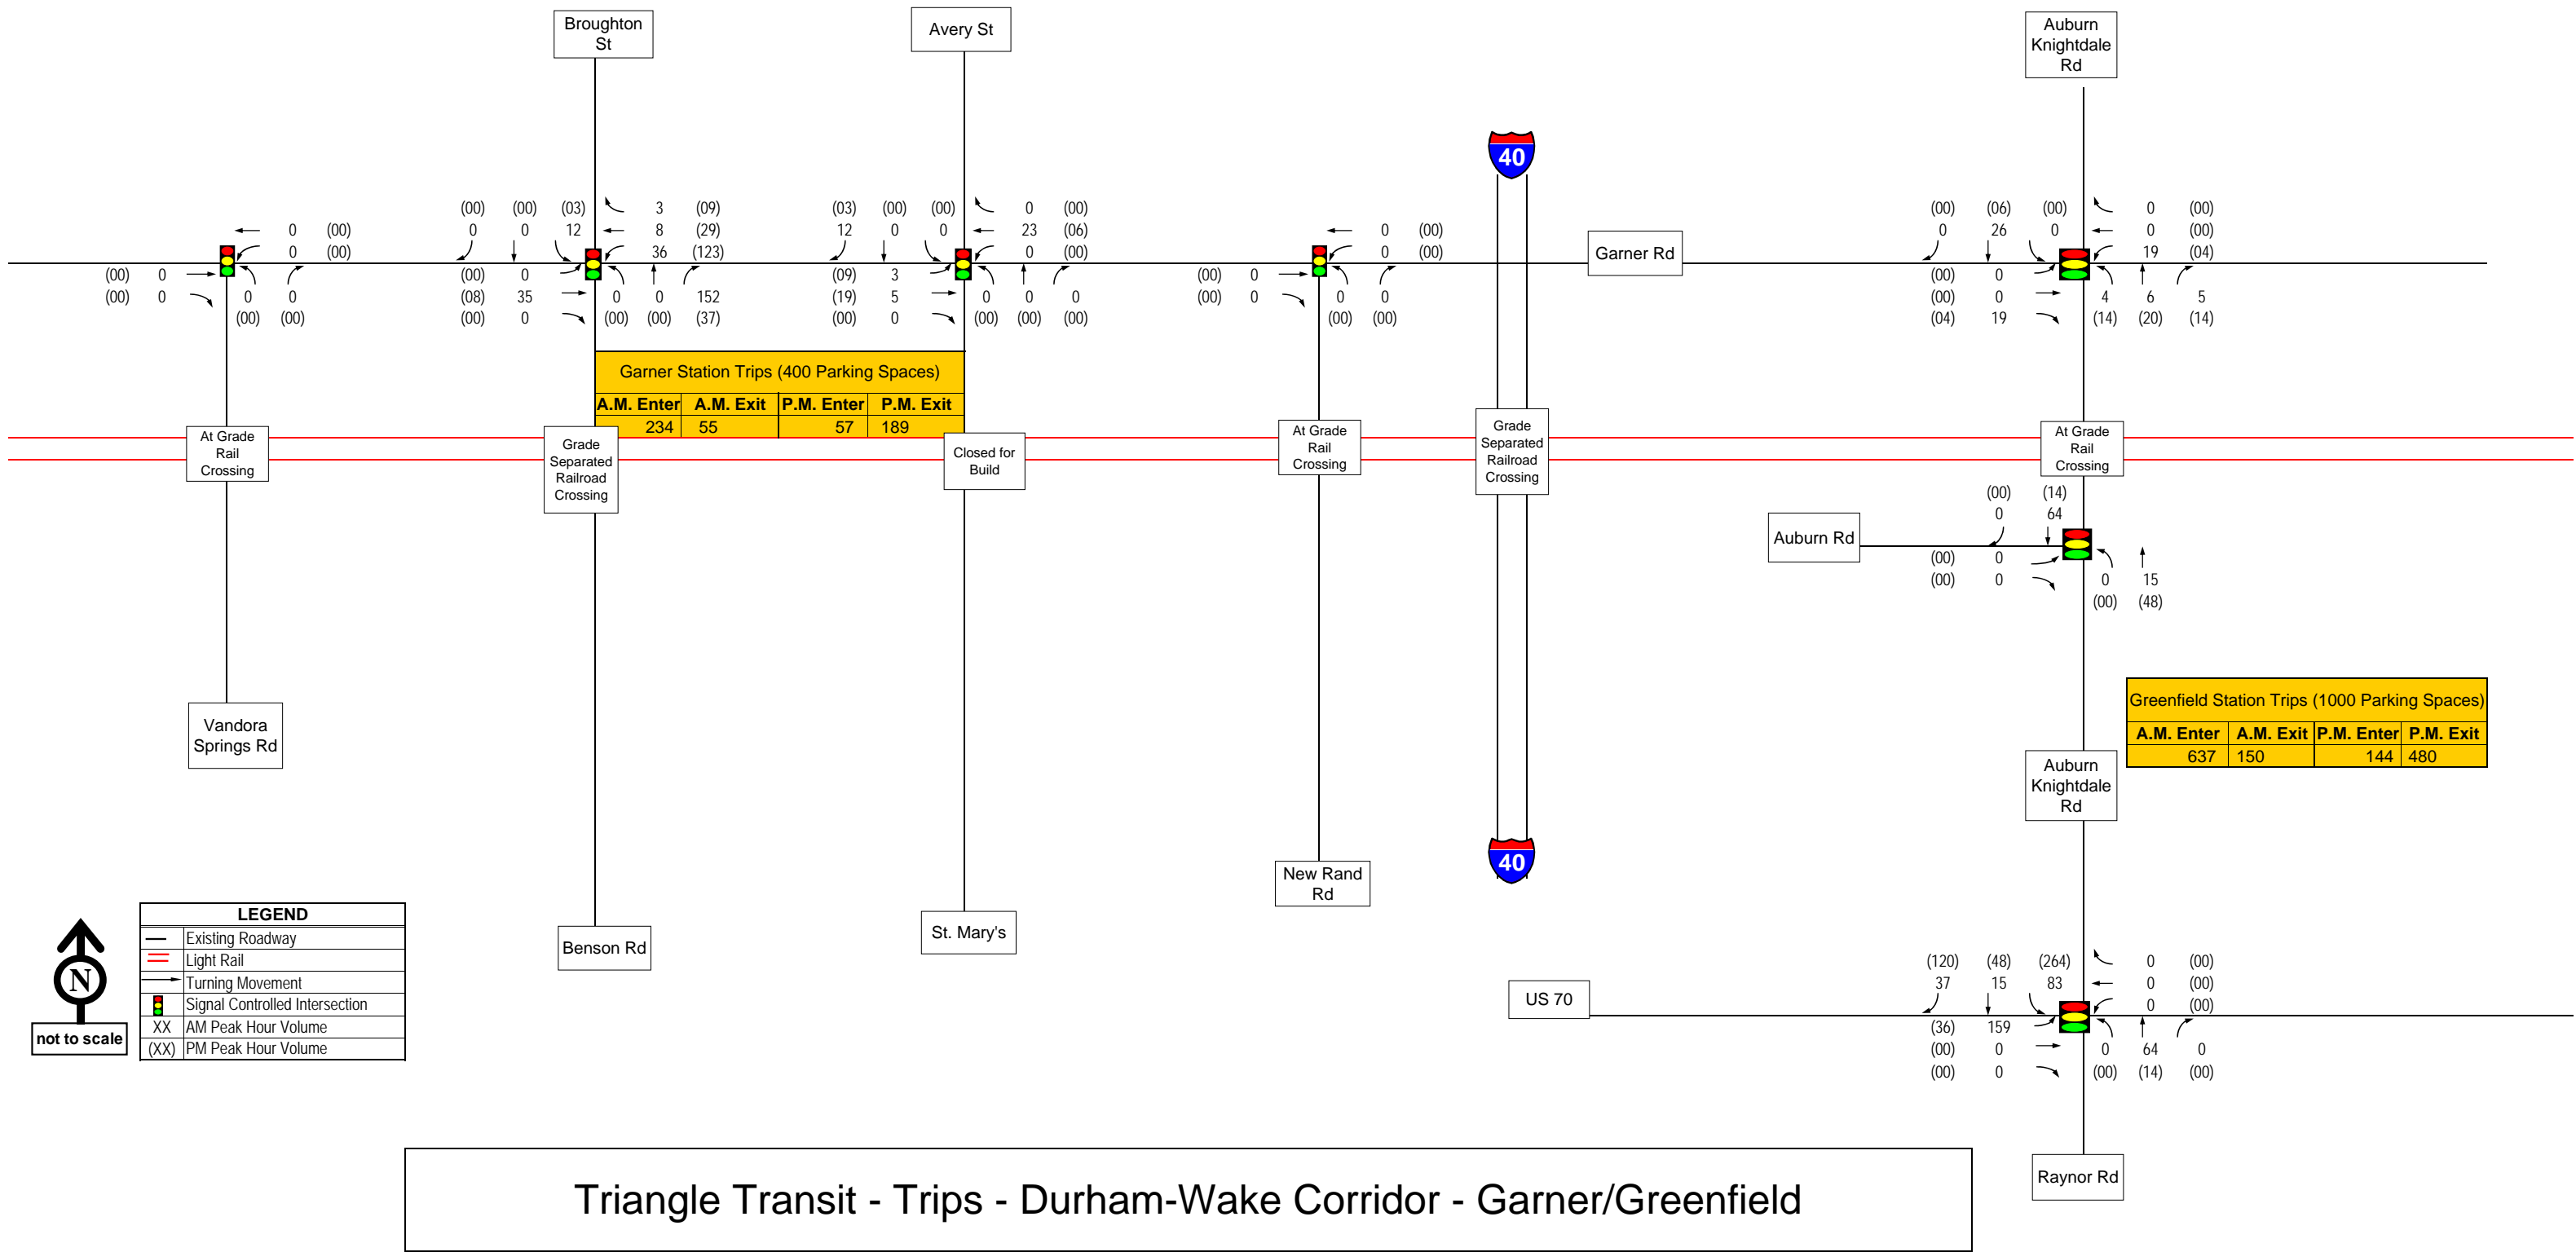 Broughton
St
Avery St
Auburn
Knightdale
Rd
40
(00) (00) (03) 3 (09)
0 0 12 8 (29)
36 (123)
(00) 0
(08) 35 0 0 152
(00) 0 (00) (00) (37)
(03) (00) (00) 0 (00)
12 0 0 23 (06)
0 (00)
(09) 3
(19) 5 0 0 0
(00) 0 (00) (00) (00)
0 (00)
0 (00)
(00) 0
(00) 0 0 0
(00) (00)
0 (00)
0 (00)
(00) 0
(00) 0 0 0
(00) (00)
Garner Rd
(00) (06) (00) 0 (00)
0 26 0 0 (00)
19 (04)
(00) 0
(00) 0 4 6 5
(04) 19 (14) (20) (14)
Garner Station Trips (400 Parking Spaces)
A.M. Enter A.M. Exit P.M. Enter P.M. Exit
234 55 57 189
At Grade
Rail
Crossing
Grade
Separated
Railroad
Crossing
Closed for
Build
At Grade
Rail
Crossing
Grade
Separated
Railroad
Crossing
At Grade
Rail
Crossing
Auburn Rd
(00) (14)
0 64
(00) 0
(00) 0 0 15
(00) (48)
Greenfield Station Trips (1000 Parking Spaces)
A.M. Enter A.M. Exit P.M. Enter P.M. Exit
637 150 144 480
Vandora
Springs Rd
Auburn
Knightdale
Rd
40
New Rand
Rd
Benson Rd
St. Mary's
N
not to scale
LEGEND
Existing Roadway
Light Rail
Turning Movement
Signal Controlled Intersection
XX AM Peak Hour Volume
(XX) PM Peak Hour Volume
US 70
(120) (48) (264) 0 (00)
37 15 83 0 (00)
0 (00)
(36) 159
(00) 0 0 64 0
(00) 0 (00) (14) (00)
Raynor Rd
Triangle Transit - Trips - Durham-Wake Corridor - Garner/Greenfield